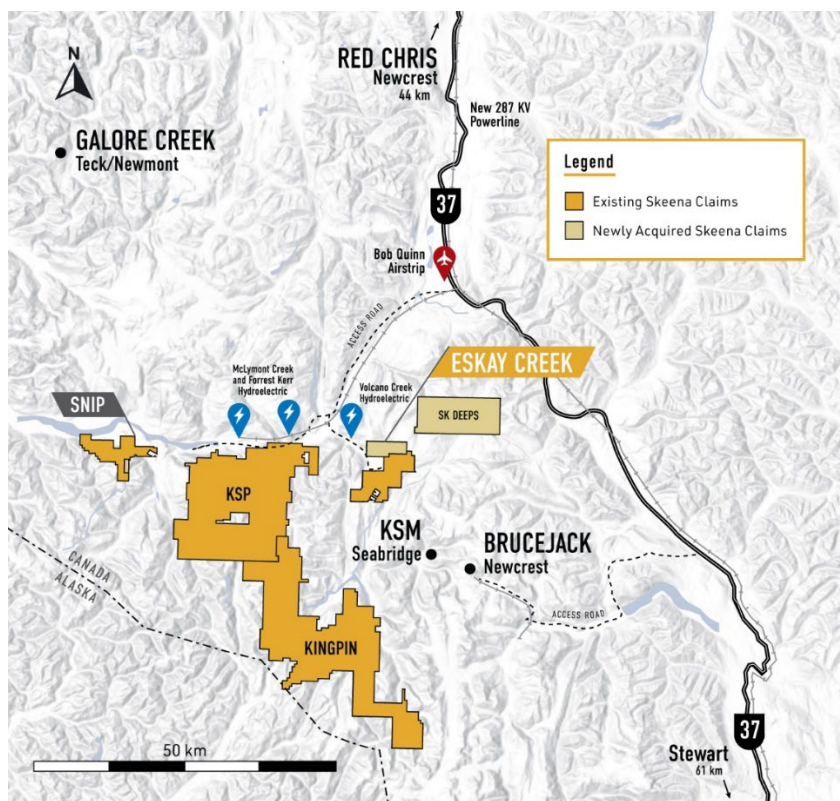 RED CHRIS
Newcrest
44 km
N
New 287 KV
Powerline
GALORE CREEK
Teck/Newmont
Legend
Existing Skeena Claims
Newly Acquired Skeena Claims
37
Bob Quinn
Airstrip
ACCESS ROAD
ESKAY CREEK
McLymont Creek
and Forrest Kerr
Hydroelectric
Volcano Creek
Hydroelectric
SNIP
SK DEEPS
KSP
KSM
Seabridge
BRUCEJACK
Newcrest
CANADA
ALASKA
ACCESS ROAD
KINGPIN
50 km
37
Stewart
61 km